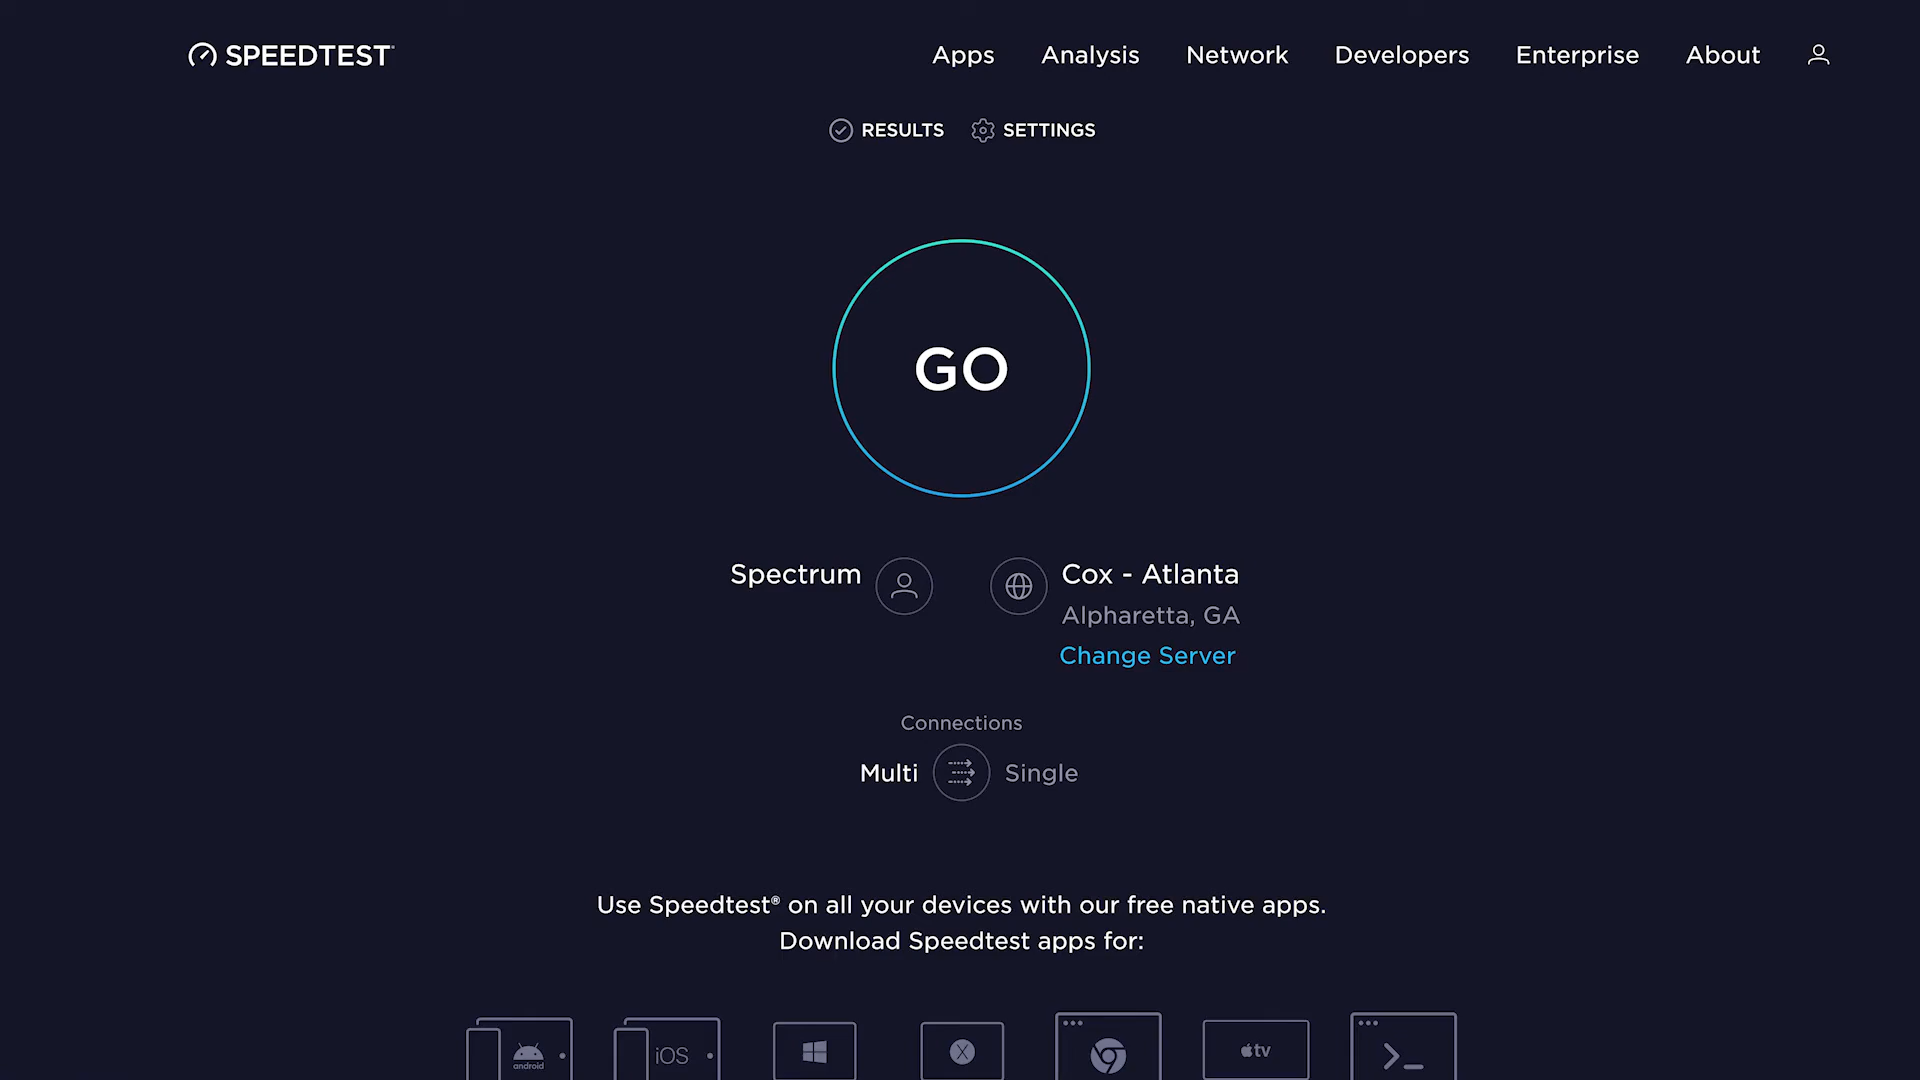 SPEEDTEST
Apps Analysis Network Developers Enterprise About
RESULTS SETTINGS
GO
Spectrum
Cox - Atlanta
Alpharetta, GA
Change Server
Connections
Multi Single
Use Speedtest® on all your devices with our free native apps.
Download Speedtest apps for:
android iOS X tv